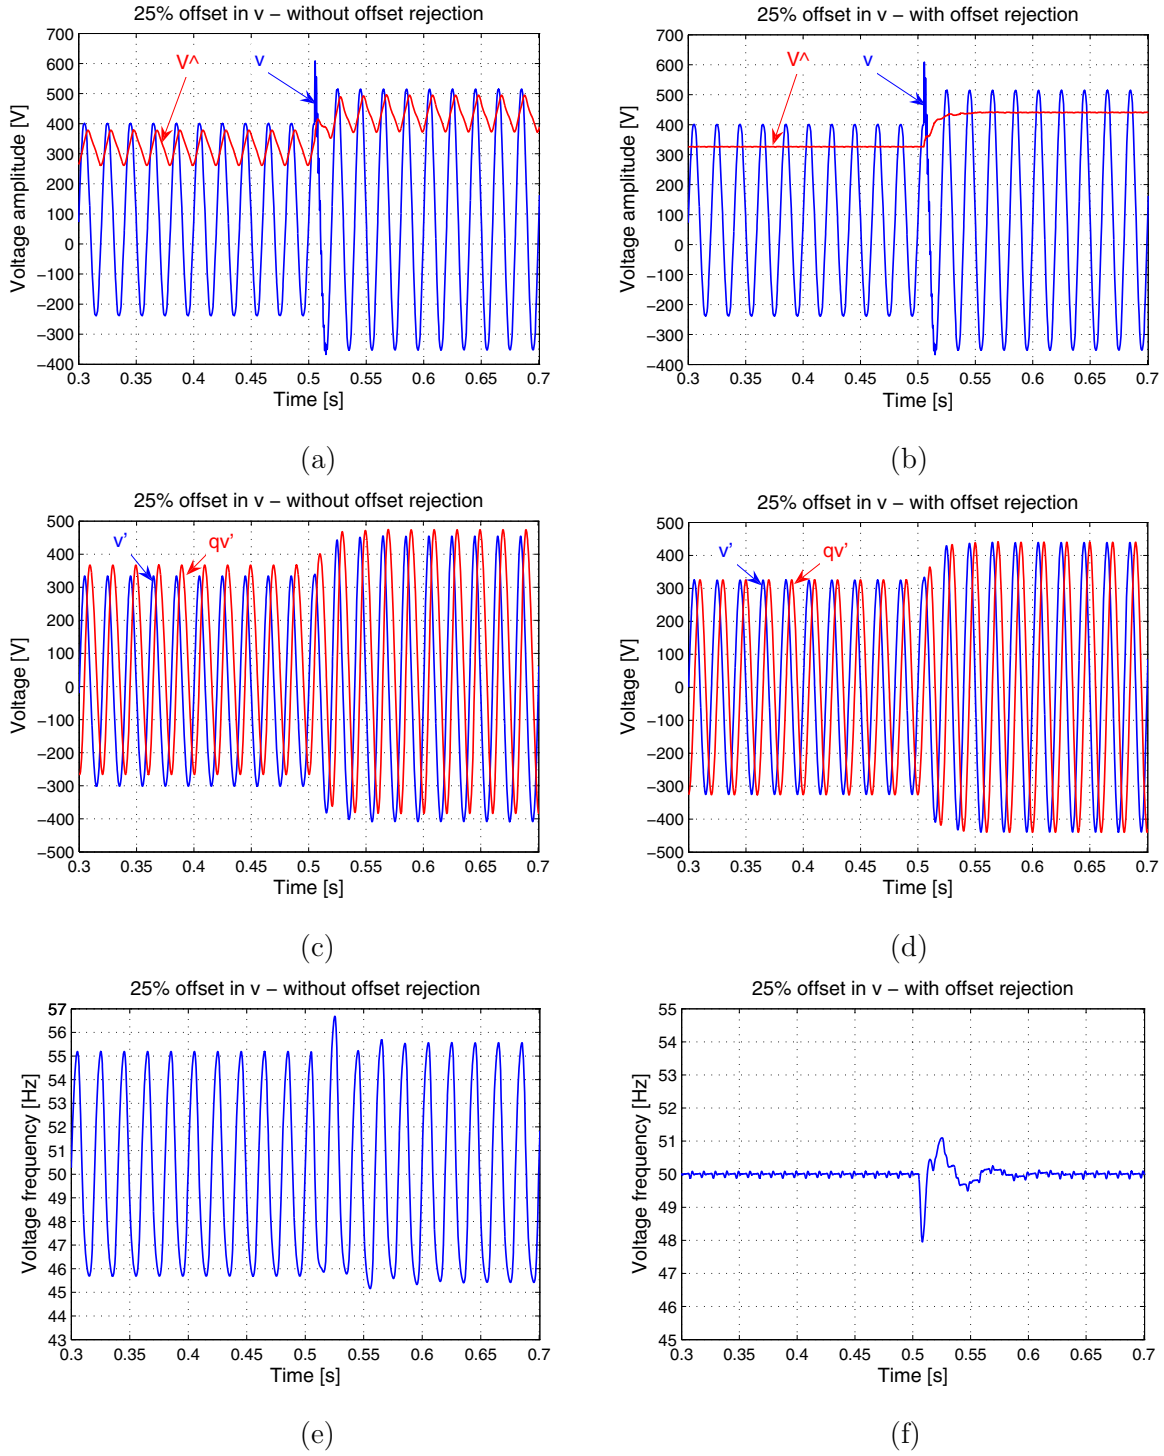 25% offset in v – without offset rejection
700
600
500
400
300
200
100
0
−100
−200
−300
−400
Voltage amplitude [V]
V^
v
0.3 0.35 0.4 0.45 0.5 0.55 0.6 0.65 0.7
Time [s]
(a)
25% offset in v – with offset rejection
700
600
500
400
300
200
100
0
−100
−200
−300
−400
Voltage amplitude [V]
V^
v
0.3 0.35 0.4 0.45 0.5 0.55 0.6 0.65 0.7
Time [s]
(b)
25% offset in v – without offset rejection
500
400
300
200
100
0
−100
−200
−300
−400
−500
Voltage [V]
v'
qv'
0.3 0.35 0.4 0.45 0.5 0.55 0.6 0.65 0.7
Time [s]
(c)
25% offset in v – with offset rejection
500
400
300
200
100
0
−100
−200
−300
−400
−500
Voltage [V]
v'
qv'
0.3 0.35 0.4 0.45 0.5 0.55 0.6 0.65 0.7
Time [s]
(d)
25% offset in v – without offset rejection
57
56
55
54
53
52
51
50
49
48
47
46
45
44
43
Voltage frequency [Hz]
0.3 0.35 0.4 0.45 0.5 0.55 0.6 0.65 0.7
Time [s]
(e)
25% offset in v – with offset rejection
55
54
53
52
51
50
49
48
47
46
45
Voltage frequency [Hz]
0.3 0.35 0.4 0.45 0.5 0.55 0.6 0.65 0.7
Time [s]
(f)